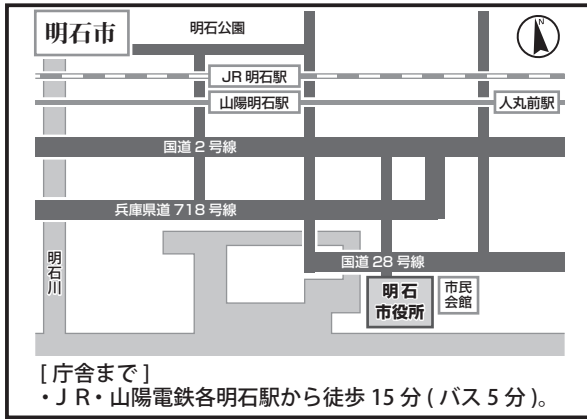 明石市
明石公園
N
JR 明石駅
山陽明石駅
人丸前駅
国道 2 号線
兵庫県道 718 号線
国道 28 号線
明石川
明石
市役所
市民
会館
[ 庁舎まで ]
・J R・山陽電鉄各明石駅から徒歩 15 分 ( バス 5 分 )。